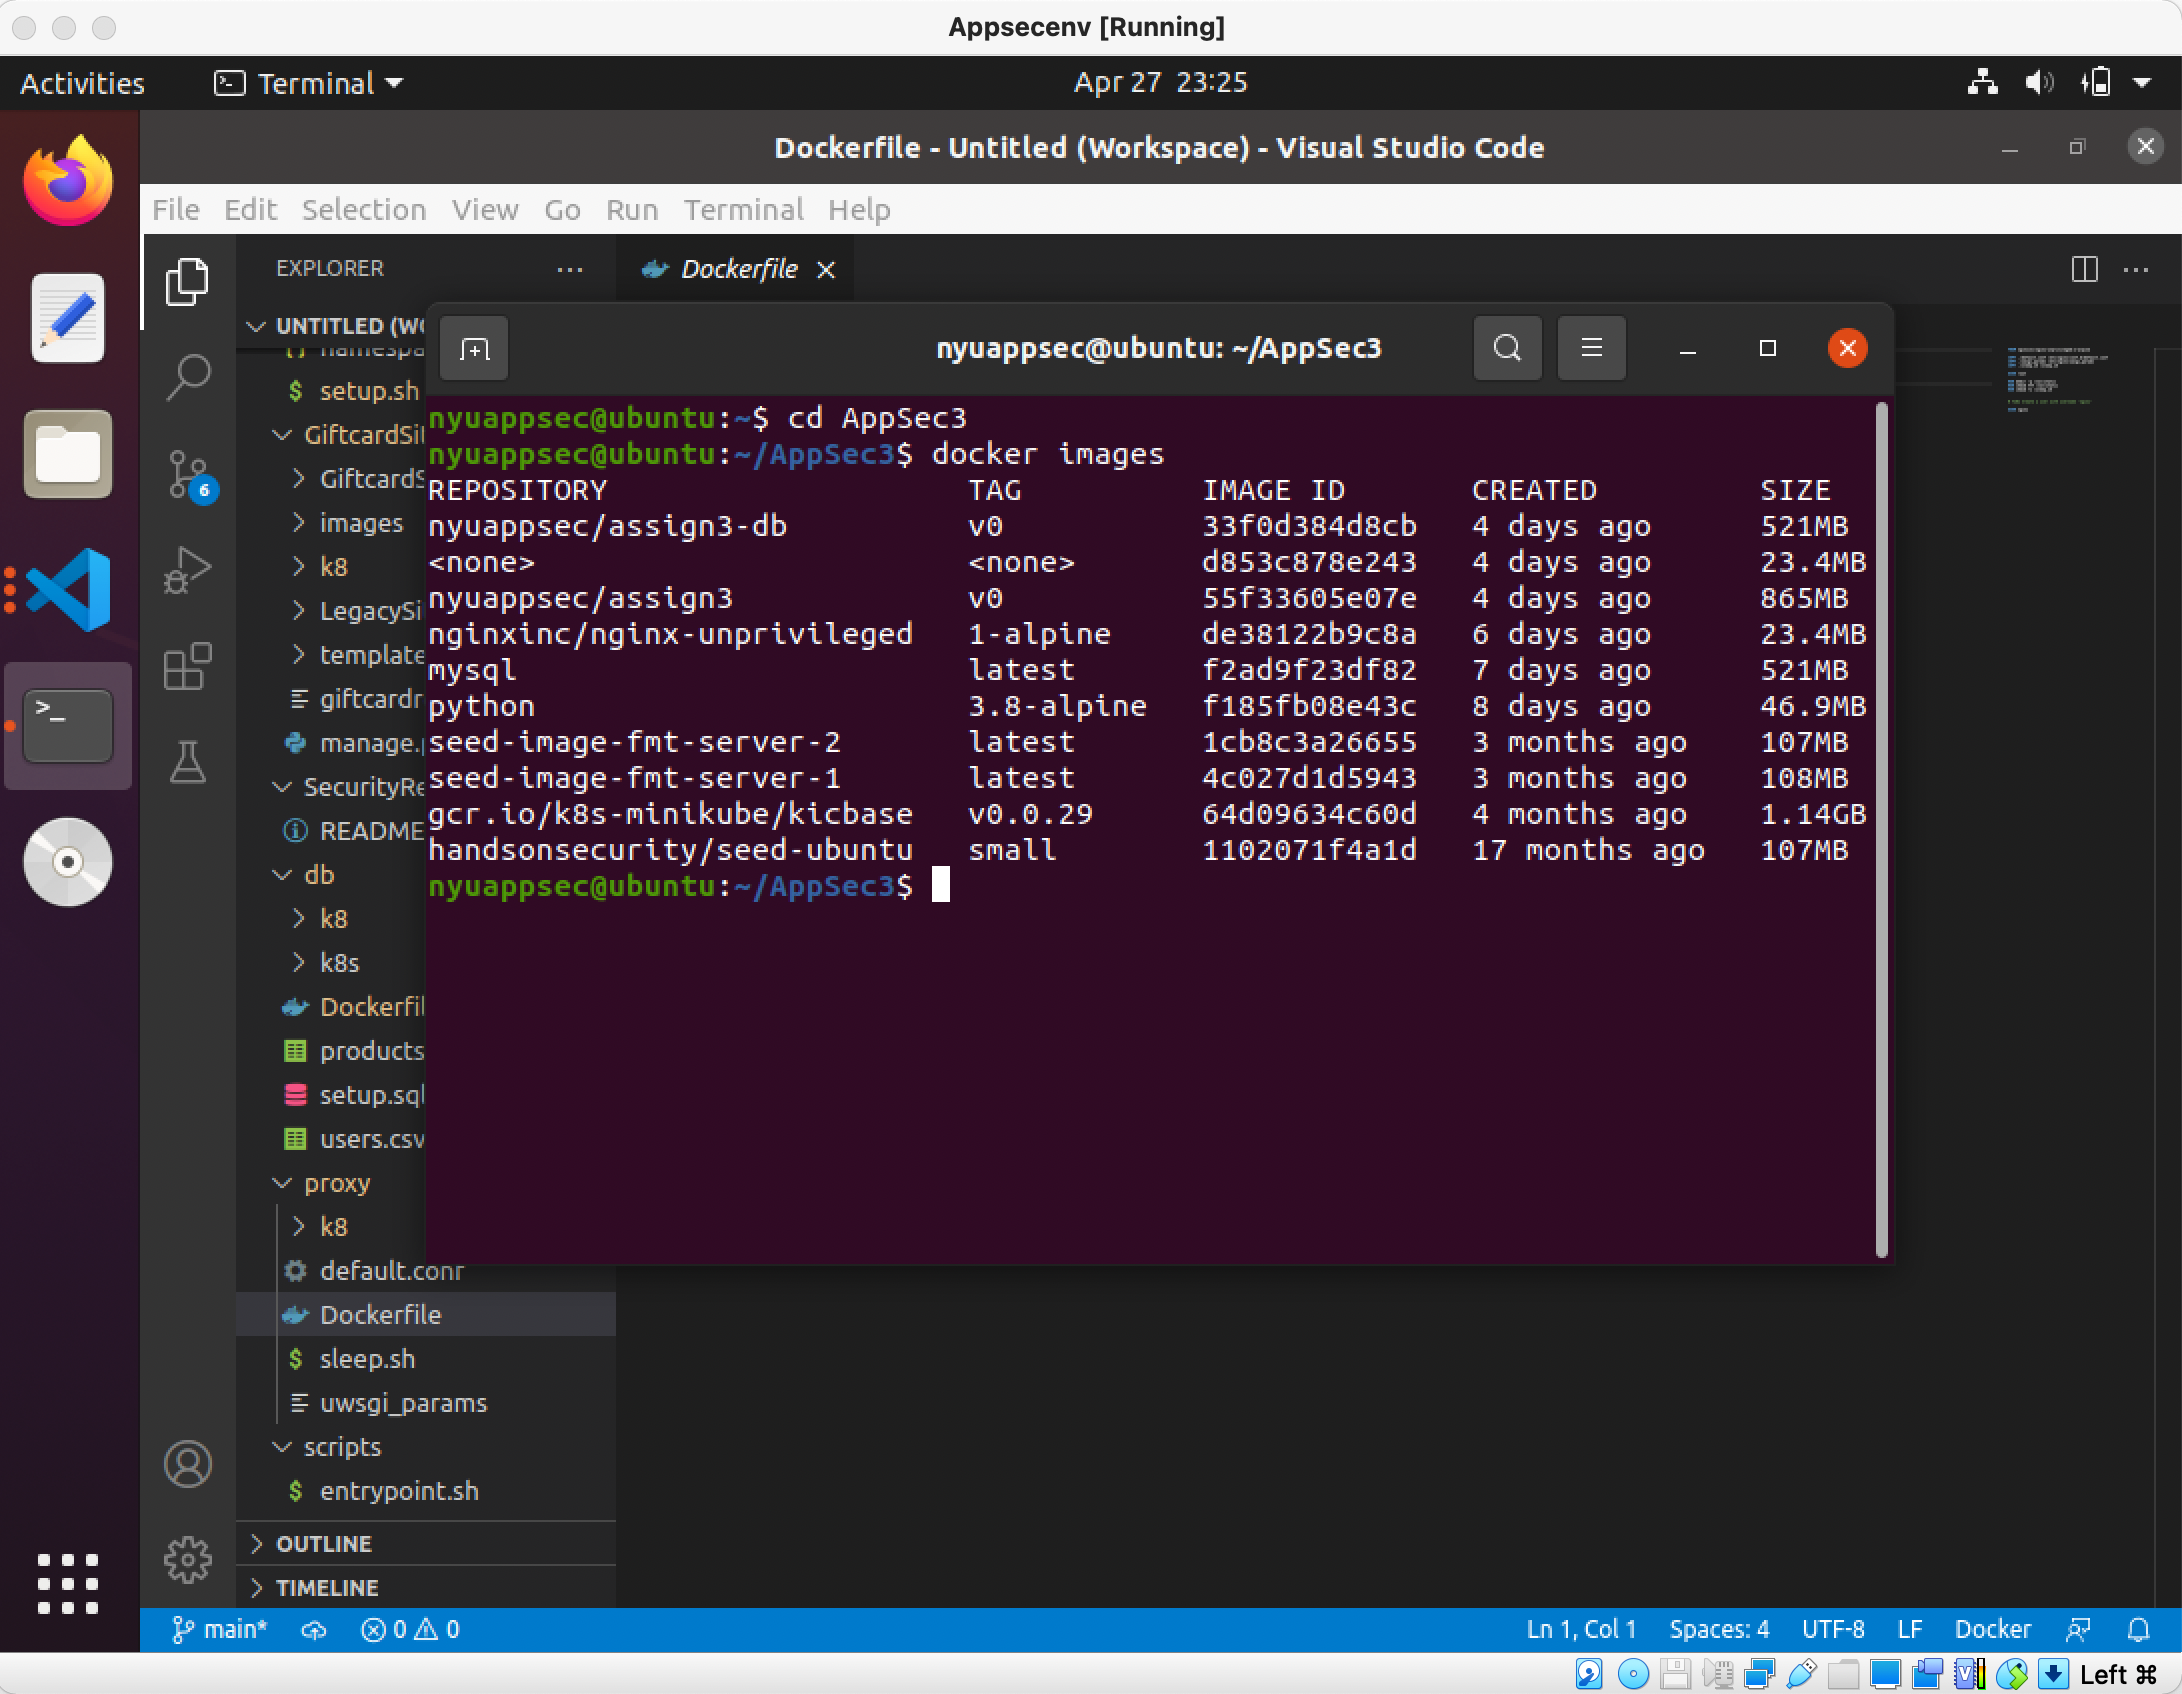 Appsecenv [Running]
Activities Terminal Apr 27 23:25
Dockerfile - Untitled (Workspace) - Visual Studio Code
File Edit Selection View Go Run Terminal Help
EXPLORER ··· Dockerfile
UNTITLED (WO
setup.sh
GiftcardSit
GiftcardS
images
k8
LegacySi
template
giftcardr
manage.p
SecurityRe
README
db
k8
k8s
Dockerfil
products
setup.sql
users.csv
proxy
k8
default.conf
Dockerfile
sleep.sh
uwsgi_params
scripts
entrypoint.sh
OUTLINE
TIMELINE
6
nyuappsec@ubuntu: ~/AppSec3
nyuappsec@ubuntu:~$ cd AppSec3
nyuappsec@ubuntu:~/AppSec3$ docker images
REPOSITORY TAG IMAGE ID CREATED SIZE
nyuappsec/assign3-db v0 33f0d384d8cb 4 days ago 521MB
<none> <none> d853c878e243 4 days ago 23.4MB
nyuappsec/assign3 v0 55f33605e07e 4 days ago 865MB
nginxinc/nginx-unprivileged 1-alpine de38122b9c8a 6 days ago 23.4MB
mysql latest f2ad9f23df82 7 days ago 521MB
python 3.8-alpine f185fb08e43c 8 days ago 46.9MB
seed-image-fmt-server-2 latest 1cb8c3a26655 3 months ago 107MB
seed-image-fmt-server-1 latest 4c027d1d5943 3 months ago 108MB
gcr.io/k8s-minikube/kicbase v0.0.29 64d09634c60d 4 months ago 1.14GB
handsonsecurity/seed-ubuntu small 1102071f4a1d 17 months ago 107MB
nyuappsec@ubuntu:~/AppSec3$
main* 0 0 Ln 1, Col 1 Spaces: 4 UTF-8 LF Docker
Left ⌘